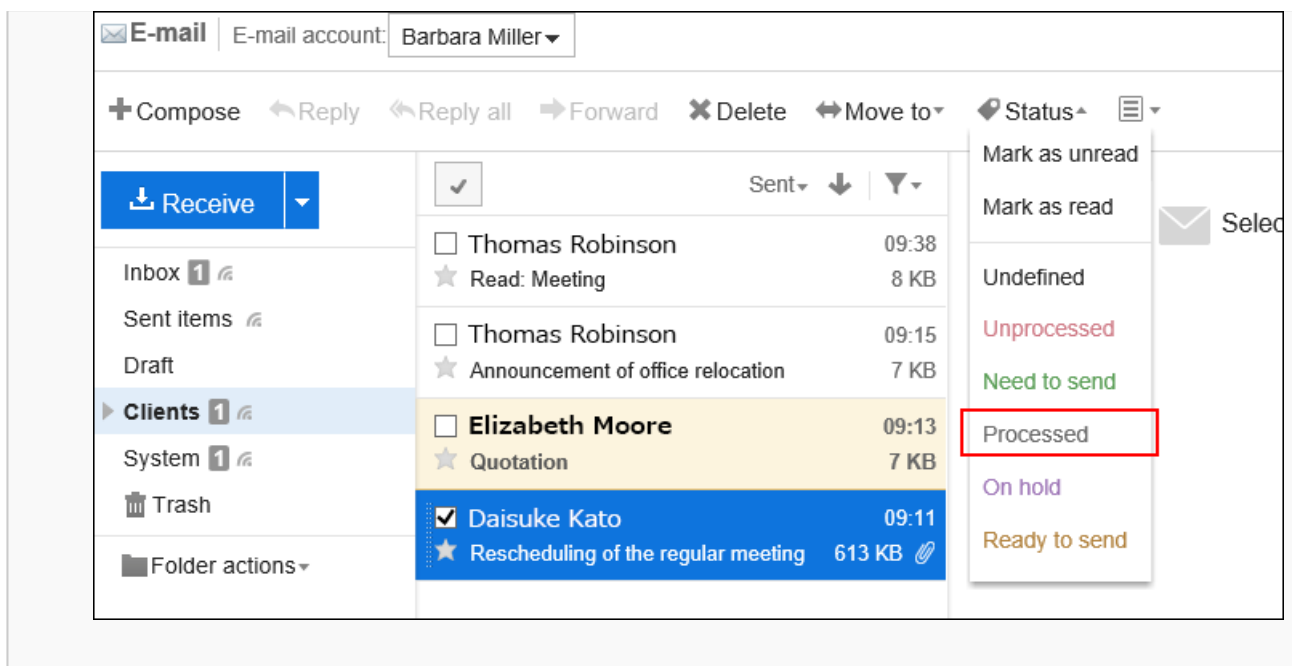 E-mail E-mail account: Barbara Miller
Compose Reply Reply all Forward Delete Move to Status
Receive
Inbox 1
Sent items
Draft
Clients 1
System 1
Trash
Folder actions
Sent
Thomas Robinson 09:38
Read: Meeting 8 KB
Thomas Robinson 09:15
Announcement of office relocation 7 KB
Elizabeth Moore 09:13
Quotation 7 KB
Daisuke Kato 09:11
Rescheduling of the regular meeting 613 KB
Mark as unread
Mark as read
Undefined
Unprocessed
Need to send
Processed
On hold
Ready to send
Selec